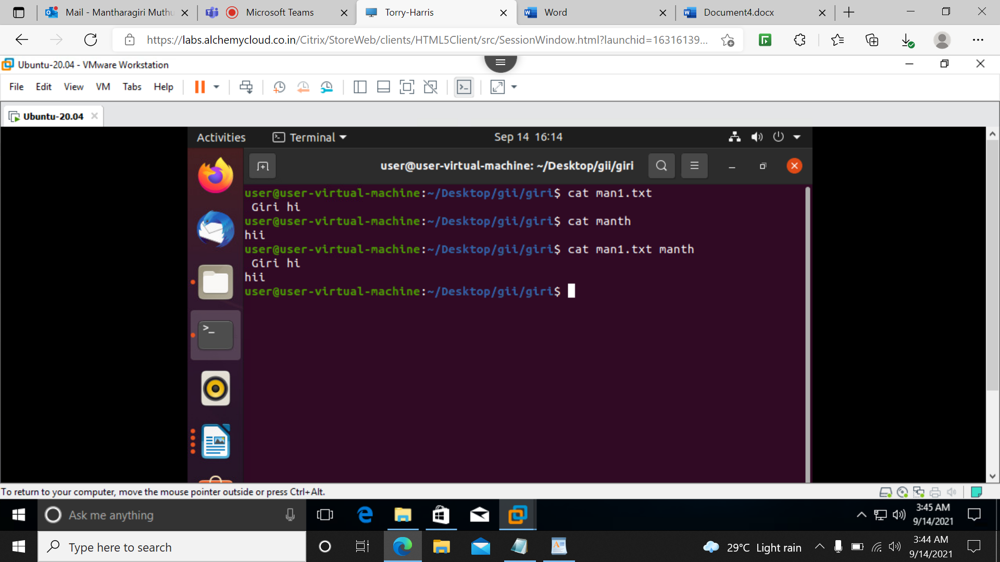 Mail - Mantharagiri Muthu
Microsoft Teams
Torry-Harris
Word
Document4.docx
https://labs.alchemycloud.co.in/Citrix/StoreWeb/clients/HTML5Client/src/SessionWindow.html?launchid=16316139...
Ubuntu-20.04 - VMware Workstation
File Edit View VM Tabs Help
Ubuntu-20.04
Activities Terminal Sep 14 16:14
user@user-virtual-machine: ~/Desktop/gii/giri
user@user-virtual-machine:~/Desktop/gii/giri$ cat man1.txt
Giri hi
user@user-virtual-machine:~/Desktop/gii/giri$ cat manth
hii
user@user-virtual-machine:~/Desktop/gii/giri$ cat man1.txt manth
Giri hi
hii
user@user-virtual-machine:~/Desktop/gii/giri$
To return to your computer, move the mouse pointer outside or press Ctrl+Alt.
Ask me anything
3:45 AM
9/14/2021
Type here to search
29°C Light rain
3:44 AM
9/14/2021